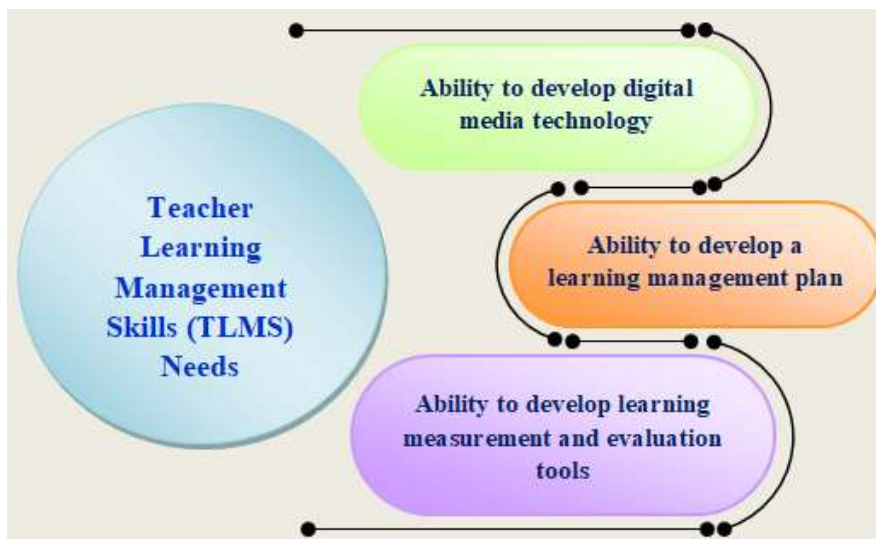 Teacher
Learning
Management
Skills (TLMS)
Needs
Ability to develop digital
media technology
Ability to develop a
learning management plan
Ability to develop learning
measurement and evaluation
tools